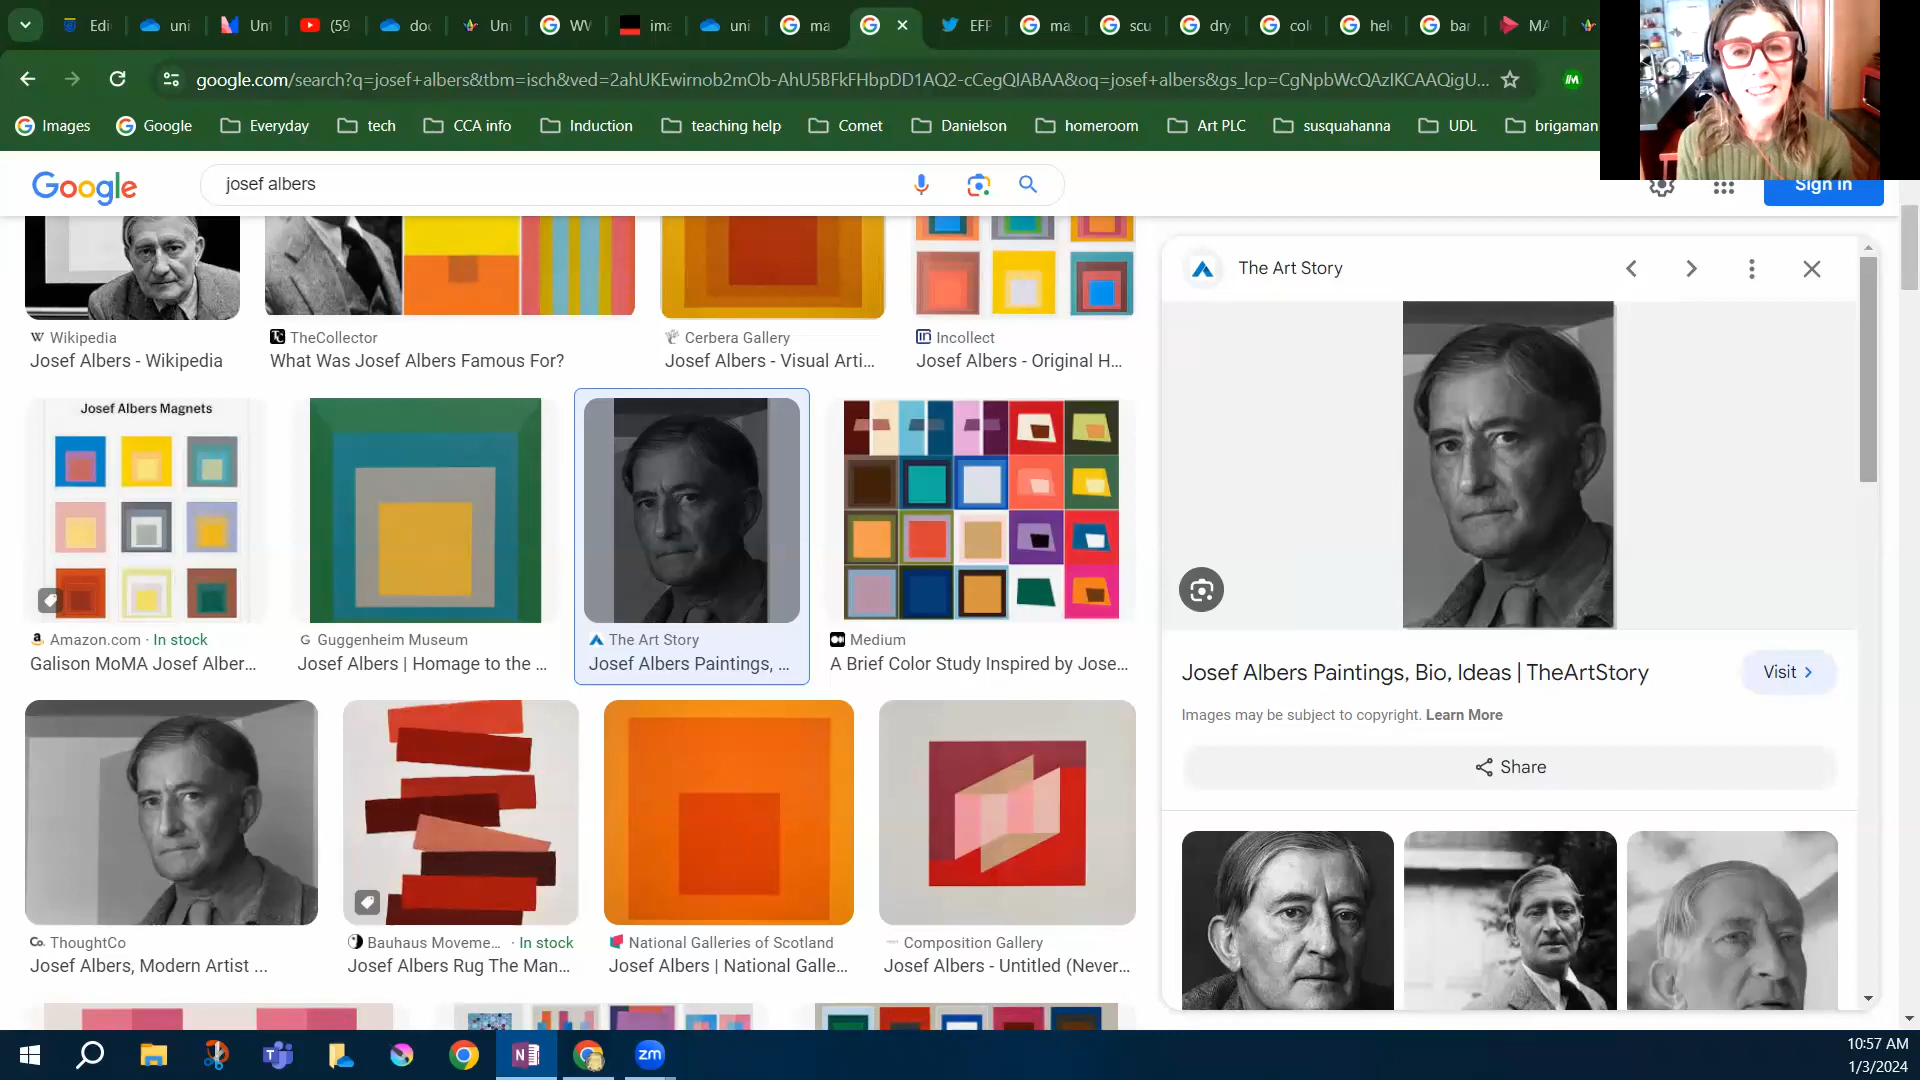 Edi
uni
Unt
(59
doc
Uni
WV
ima
uni
ma
EFP
ma
scu
dry
col
hel
bar
MA
google.com/search?q=josef+albers&tbm=isch&ved=2ahUKEwirnob2mOb-AhU5BFkFHbpDD1AQ2-cCegQIABAA&oq=josef+albers&gs_lcp=CgNpbWcQAzIKCAAQigU...
Images Google Everyday tech CCA info Induction teaching help Comet Danielson homeroom Art PLC susquahanna UDL brigaman
Google
josef albers
Sign in
Wikipedia
Josef Albers - Wikipedia
TheCollector
What Was Josef Albers Famous For?
Cerbera Gallery
Josef Albers - Visual Arti...
Incollect
Josef Albers - Original H...
Josef Albers Magnets
Amazon.com · In stock
Galison MoMA Josef Alber...
Guggenheim Museum
Josef Albers | Homage to the ...
The Art Story
Josef Albers Paintings, ...
Medium
A Brief Color Study Inspired by Jose...
ThoughtCo
Josef Albers, Modern Artist ...
Bauhaus Moveme... · In stock
Josef Albers Rug The Man...
National Galleries of Scotland
Josef Albers | National Galle...
Composition Gallery
Josef Albers - Untitled (Never...
The Art Story
Josef Albers Paintings, Bio, Ideas | TheArtStory
Visit
Images may be subject to copyright. Learn More
Share
zm
10:57 AM
1/3/2024